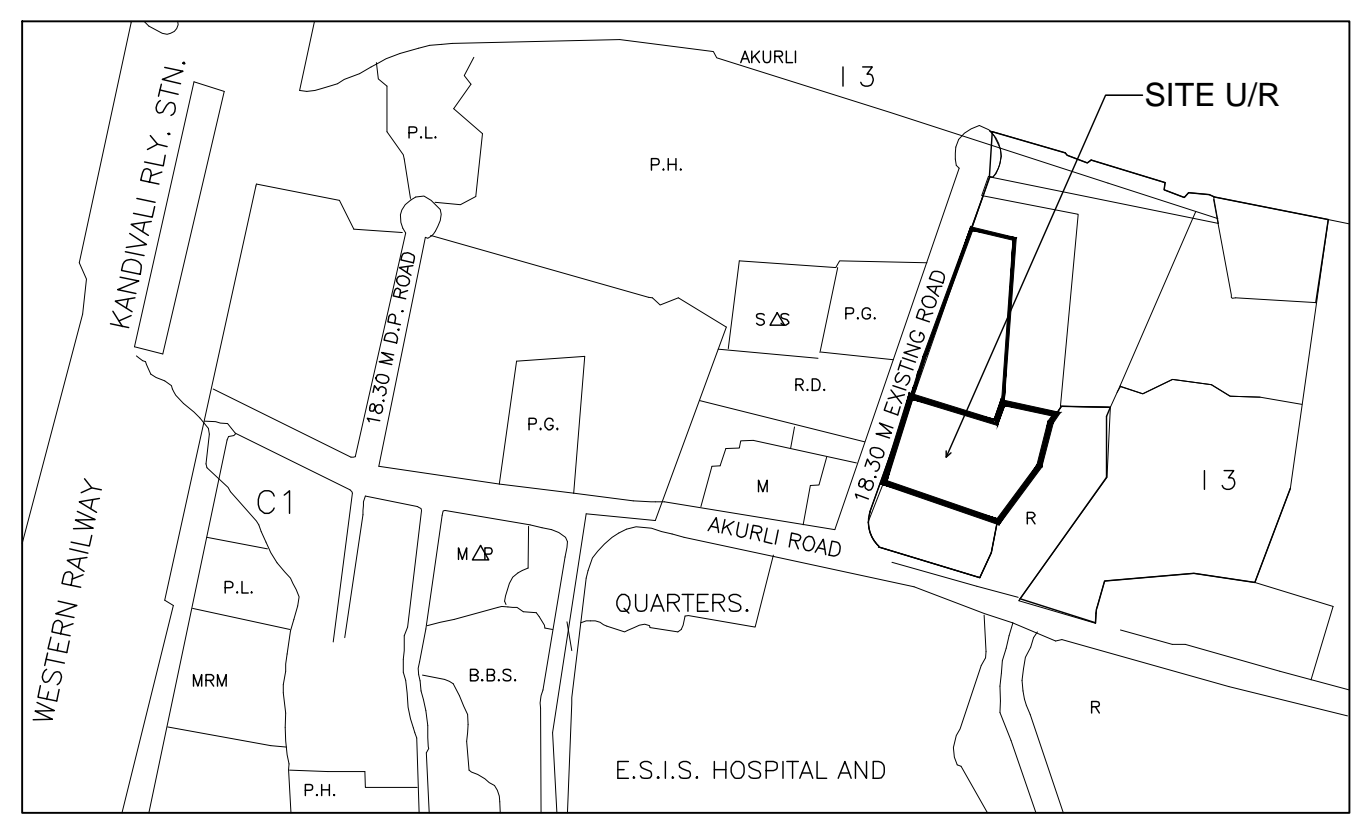 AKURLI
I 3
SITE U/R
KANDIVALI RLY. STN.
P.L.
P.H.
18.30 M D.P. ROAD
S S
P.G.
18.30 M EXISTING ROAD
R.D.
P.G.
M
I 3
WESTERN RAILWAY
C1
AKURLI ROAD
R
M P
P.L.
QUARTERS.
MRM
B.B.S.
R
E.S.I.S. HOSPITAL AND
P.H.